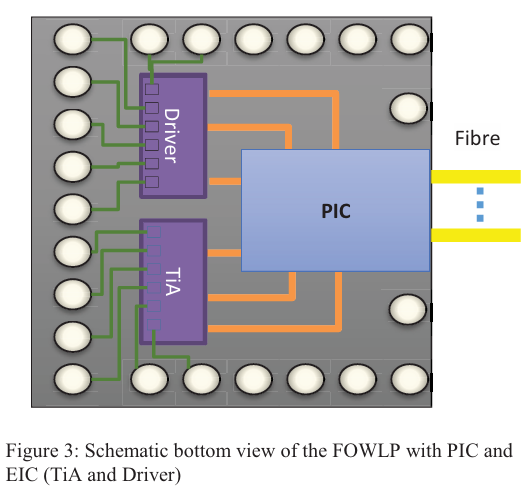 Driver
Fibre
PIC
TiA
Figure 3: Schematic bottom view of the FOWLP with PIC and
EIC (TiA and Driver)